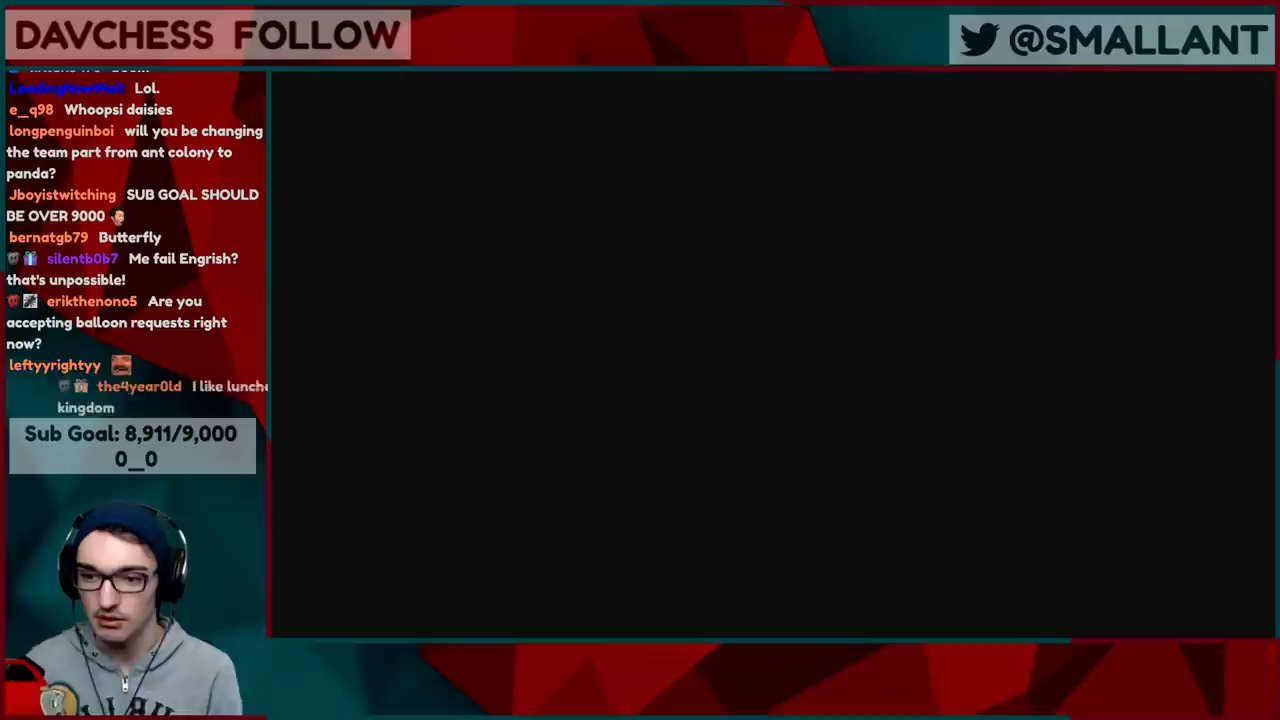 DAVCHESS FOLLOW
@SMALLANT
LoadingNowWait Lol.
e_q98 Whoopsi daisies
longpenguinboi will you be changing
the team part from ant colony to
panda?
Jboyistwitching SUB GOAL SHOULD
BE OVER 9000
bernatgb79 Butterfly
silentb0b7 Me fail Engrish?
that's unpossible!
erikthenono5 Are you
accepting balloon requests right
now?
leftyyrightyy
the4year0ld I like lunche
kingdom
Sub Goal: 8,911/9,000
0_0